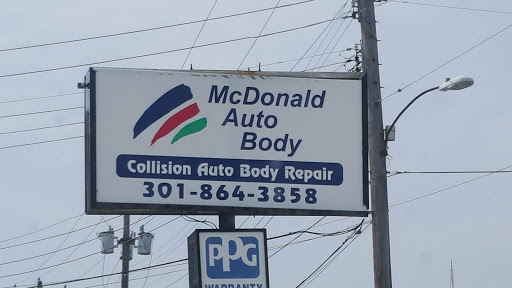 McDonald
Auto
Body
Collision Auto Body Repair
301-864-3858
PPG
WARRANTY